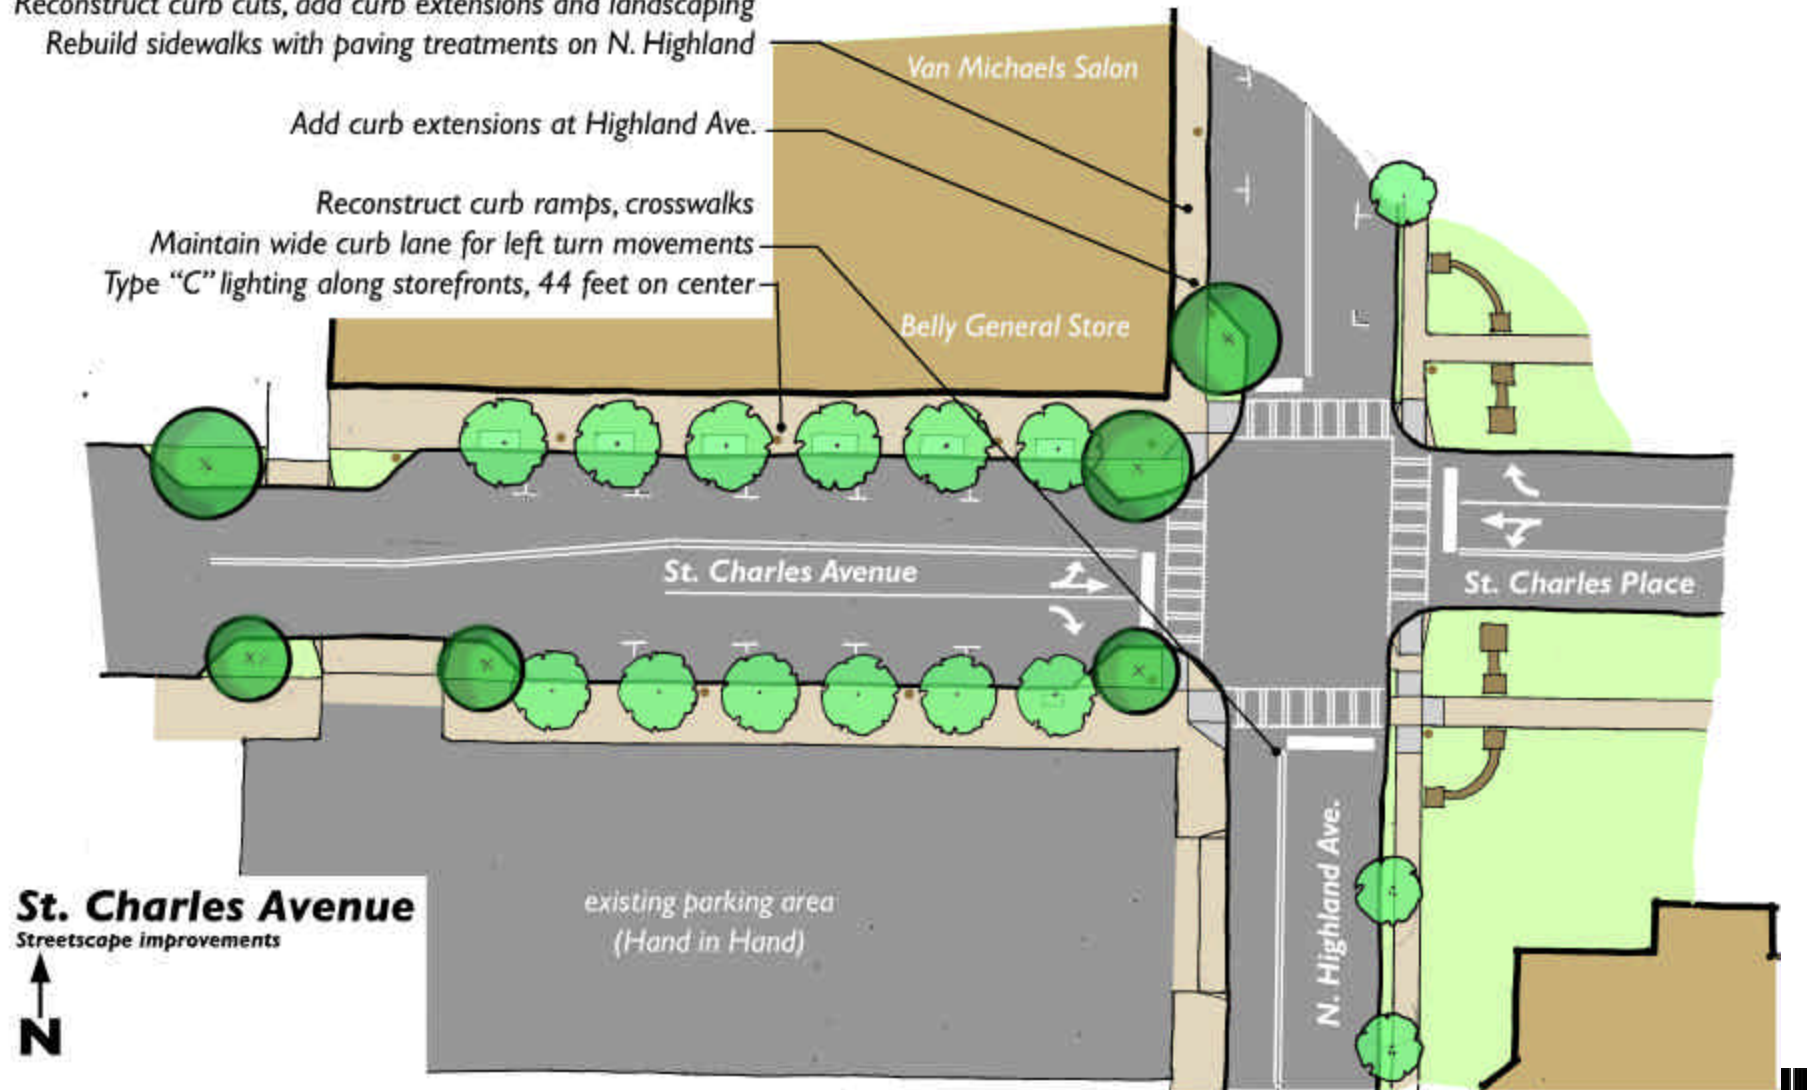 Reconstruct curb cuts, add curb extensions and landscaping
Rebuild sidewalks with paving treatments on N. Highland
Van Michaels Salon
Add curb extensions at Highland Ave.
Reconstruct curb ramps, crosswalks
Maintain wide curb lane for left turn movements
Type “C” lighting along storefronts, 44 feet on center
Belly General Store
St. Charles Avenue
St. Charles Place
N. Highland Ave.
existing parking area
(Hand in Hand)
St. Charles Avenue
Streetscape improvements
N